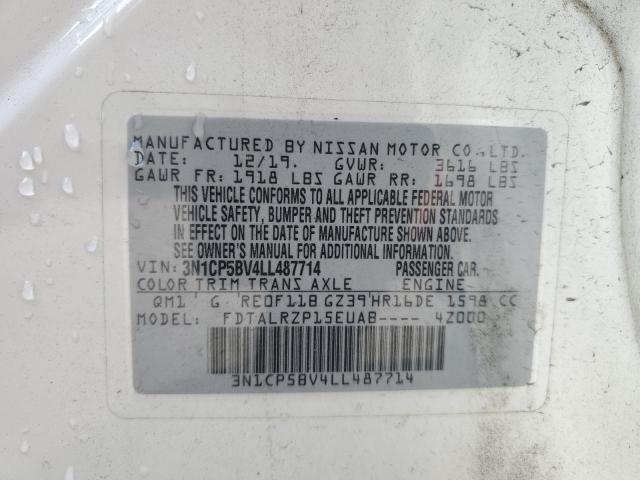 MANUFACTURED BY NISSAN MOTOR CO., LTD.
DATE: 12/19. GVWR: 3616 LBS
GAWR FR: 1918 LBS GAWR RR: 1698 LBS
THIS VEHICLE CONFORMS TO ALL APPLICABLE FEDERAL MOTOR
VEHICLE SAFETY, BUMPER AND THEFT PREVENTION STANDARDS
IN EFFECT ON THE DATE OF MANUFACTURE SHOWN ABOVE.
SEE OWNER'S MANUAL FOR ADDITIONAL INFORMATION.
VIN: 3N1CP5BV4LL487714 PASSENGER CAR.
COLOR TRIM TRANS AXLE ENGINE
QM1 G RE0F11B GZ39 HR16DE 1598 CC
FDTALRZP15EUAB---- 4Z000
3N1CP5BV4LL487714